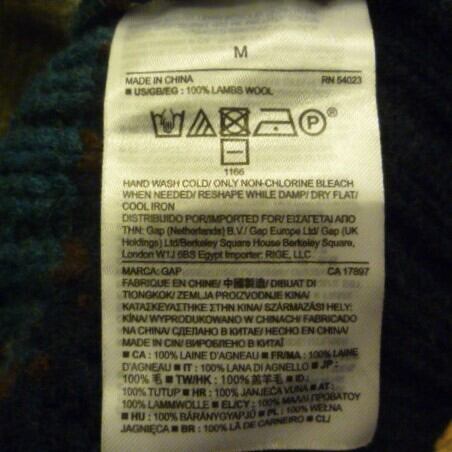 M
MADE IN CHINA RN 54023
■ US/GB/EG : 100% LAMBS WOOL
P
1166
HAND WASH COLD/ ONLY NON-CHLORINE BLEACH
WHEN NEEDED/ RESHAPE WHILE DAMP/ DRY FLAT/
COOL IRON
DISTRIBUIDO POR/IMPORTED FOR/ ΕΙΣΑΓΕΤΑΙ ΑΠΟ
ΤΗΝ: Gap (Netherlands) B.V./ Gap Europe Ltd/ Gap (UK
Holdings) Ltd/Berkeley Square House Berkeley Square,
London W1J 6BS Egypt Importer: RIGE, LLC
MARCA: GAP CA 17897
FABRIQUE EN CHINE/ 中國製造/ DIBUAT DI
TIONGKOK/ ZEMLJA PROIZVODNJE KINA/
ΚΑΤΑΣΚΕΥΑΣΤΗΚΕ ΣΤΗΝ ΚΙΝΑ/ SZÁRMAZÁSI HELY:
KÍNA/ WYPRODUKOWANO W CHINACH/ FABRICADO
NA CHINA/ СДЕЛАНО В КИТАЕ/ HECHO EN CHINA/
MADE IN CIN/ ВИРОБЛЕНО В КИТАЇ
■ CA : 100% LAINE D'AGNEAU ■ FR/MA : 100% LAINE
D'AGNEAU ■ IT : 100% LANA DI AGNELLO ■ JP :
100% 毛 ■ TW/HK : 100% 羔羊毛 ■ ID :
100% TUTUP ■ HR : 100% JANJEĆA VUNA ■ AT :
100% LAMMWOLLE ■ EL/CY : 100% ΜΑΛΛΙ ΠΡΟΒΑΤΟΥ
■ HU : 100% BÁRÁNYGYAPJÚ ■ PL : 100% WEŁNA
JAGNIĘCA ■ BR : 100% LÃ DE CARNEIRO ■ CL/